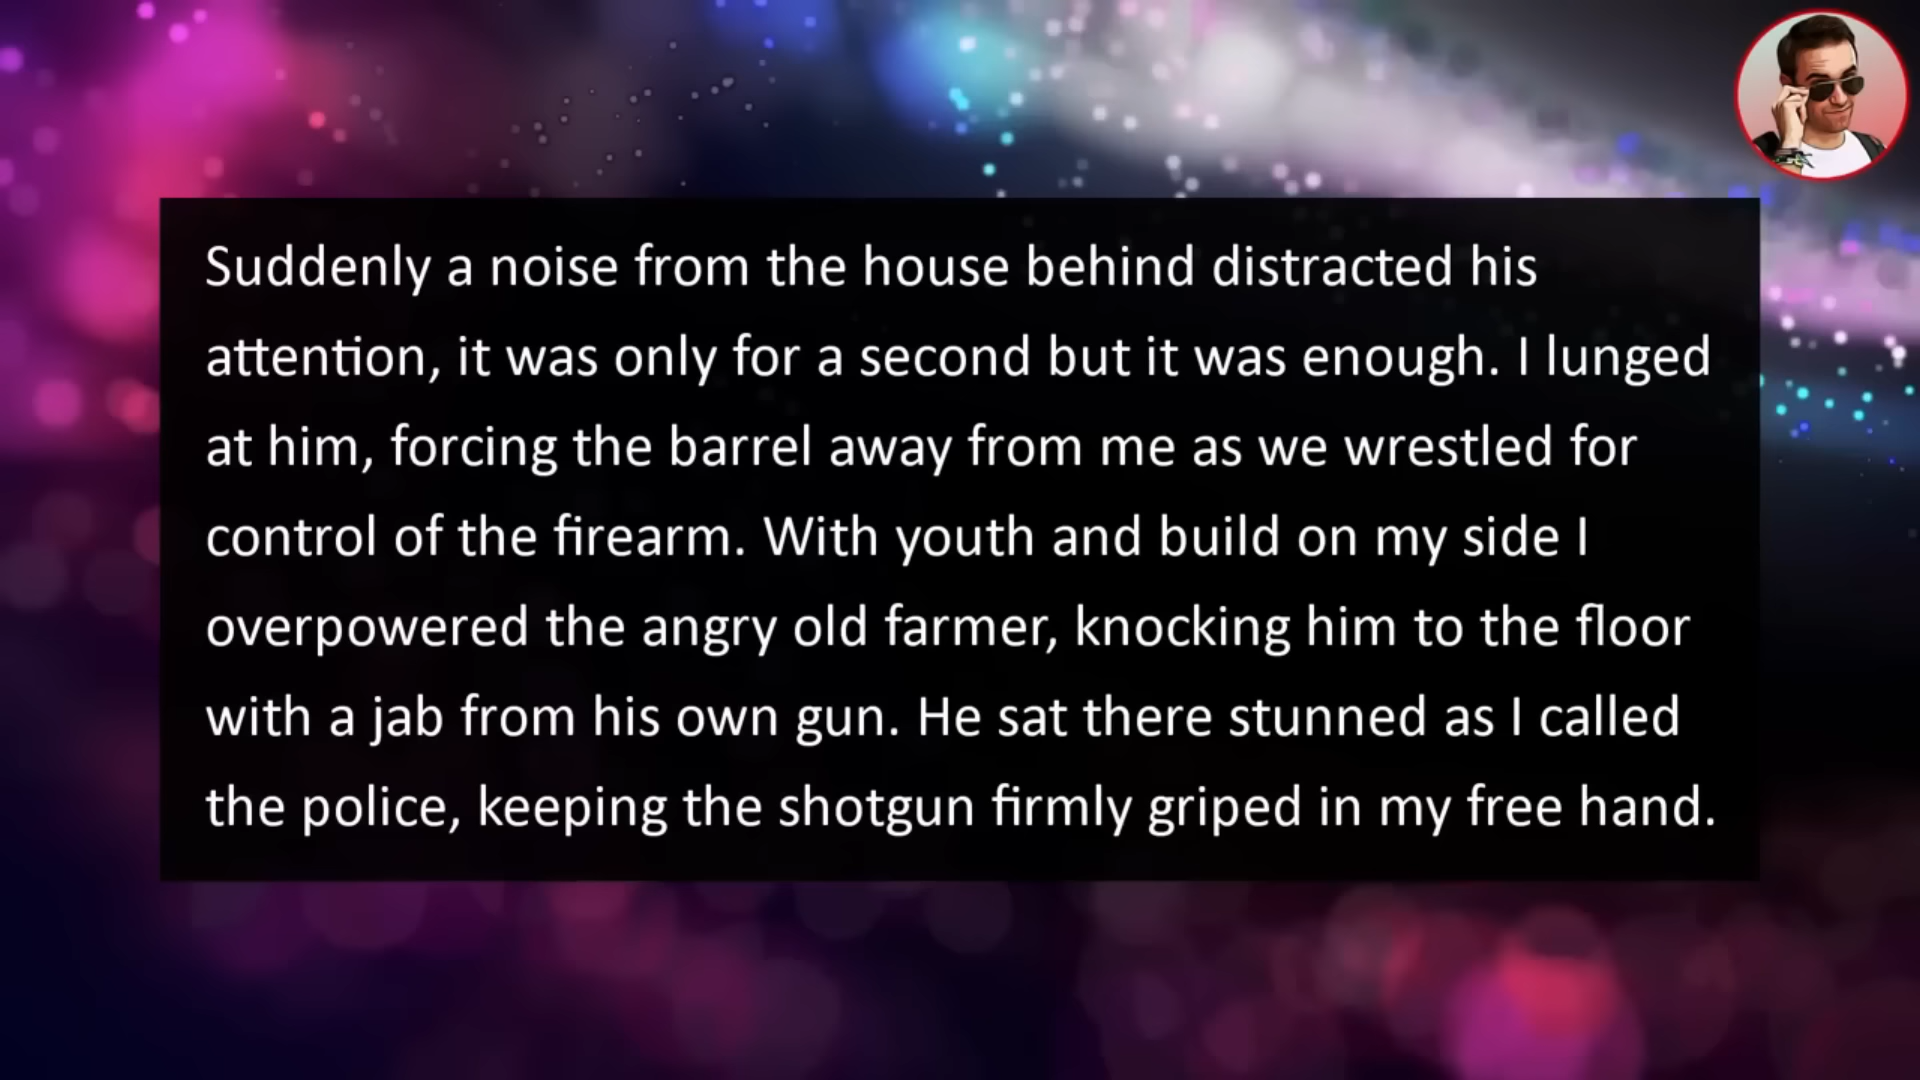 Suddenly a noise from the house behind distracted his
attention, it was only for a second but it was enough. I lunged
at him, forcing the barrel away from me as we wrestled for
control of the firearm. With youth and build on my side I
overpowered the angry old farmer, knocking him to the floor
with a jab from his own gun. He sat there stunned as I called
the police, keeping the shotgun firmly griped in my free hand.